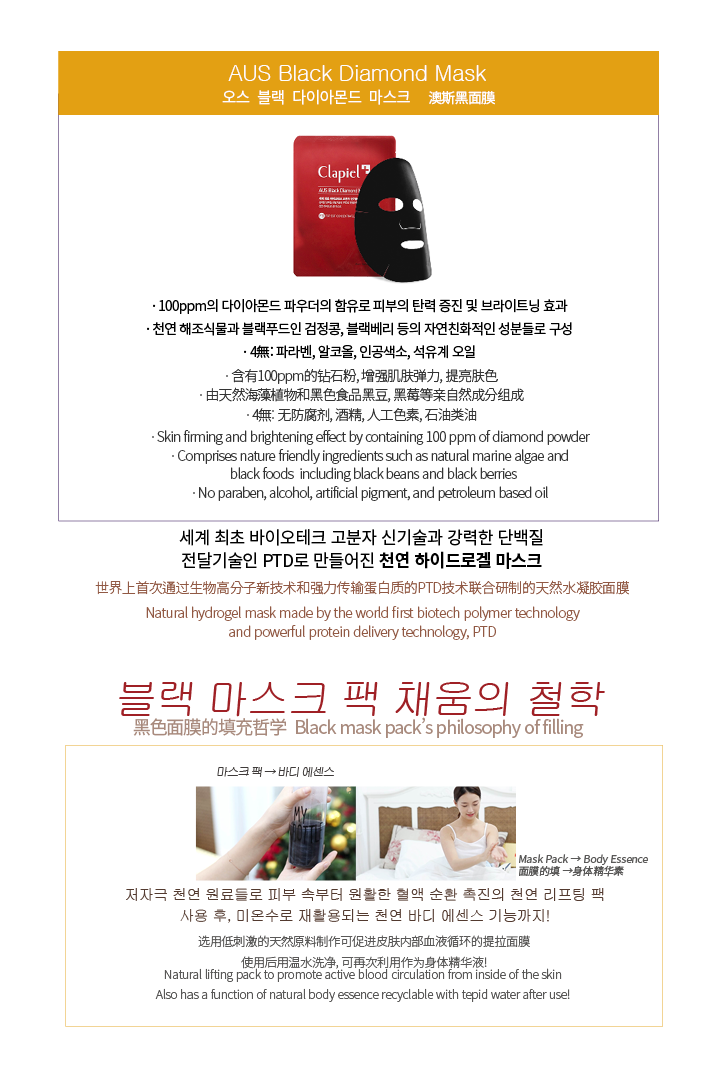 AUS Black Diamond Mask
오스 블랙 다이아몬드 마스크 澳斯黑面膜
Clapiel
AUS Black Diamond
· 100ppm의 다이아몬드 파우더의 함유로 피부의 탄력 증진 및 브라이트닝 효과
· 천연 해조식물과 블랙푸드인 검정콩, 블랙베리 등의 자연친화적인 성분들로 구성
· 4無: 파라벤, 알코올, 인공색소, 석유계 오일
· 含有100ppm的钻石粉, 增强肌肤弹力, 提亮肤色
· 由天然海藻植物和黑色食品黑豆, 黑莓等亲自然成分组成
· 4無: 无防腐剂, 酒精, 人工色素, 石油类油
· Skin firming and brightening effect by containing 100 ppm of diamond powder
· Comprises nature friendly ingredients such as natural marine algae and
black foods including black beans and black berries
· No paraben, alcohol, artificial pigment, and petroleum based oil
세계 최초 바이오테크 고분자 신기술과 강력한 단백질
전달기술인 PTD로 만들어진 천연 하이드로겔 마스크
世界上首次通过生物高分子新技术和强力传输蛋白质的PTD技术联合研制的天然水凝胶面膜
Natural hydrogel mask made by the world first biotech polymer technology
and powerful protein delivery technology, PTD
블랙 마스크 팩 채움의 철학
黑色面膜的填充哲学 Black mask pack's philosophy of filling
마스크 팩 → 바디 에센스
MY
Mask Pack → Body Essence
面膜的填 → 身体精华素
저자극 천연 원료들로 피부 속부터 원활한 혈액 순환 촉진의 천연 리프팅 팩
사용 후, 미온수로 재활용되는 천연 바디 에센스 기능까지!
选用低刺激的天然原料制作可促进皮肤内部血液循环的提拉面膜
使用后用温水洗净, 可再次利用作为身体精华液!
Natural lifting pack to promote active blood circulation from inside of the skin
Also has a function of natural body essence recyclable with tepid water after use!